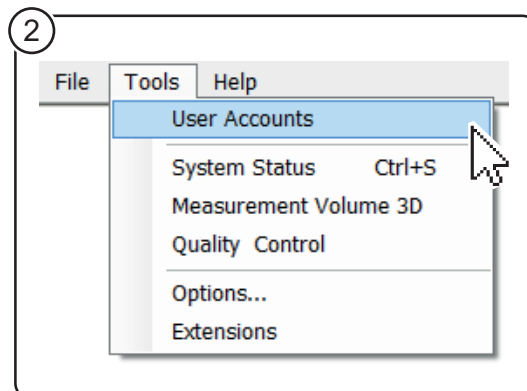 2
File Tools Help
User Accounts
System Status Ctrl+S
Measurement Volume 3D
Quality Control
Options...
Extensions